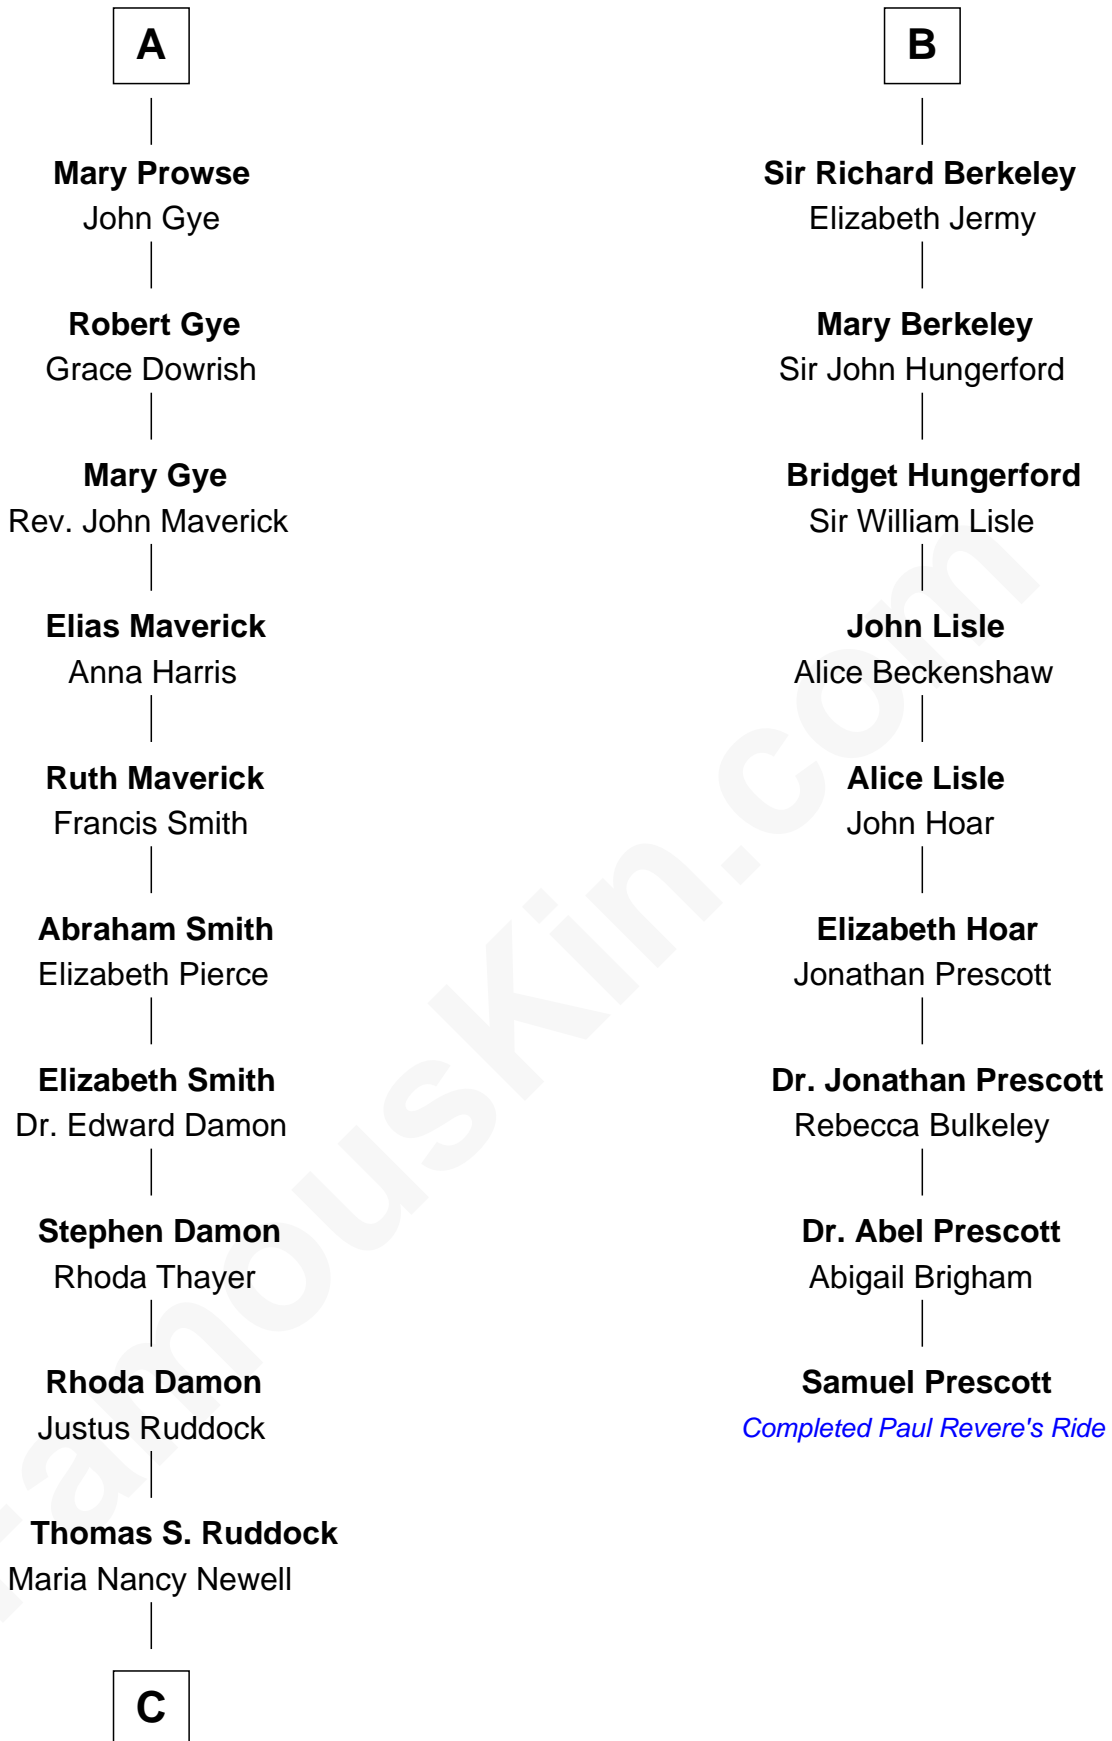 A
Mary Prowse
John Gye
Robert Gye
Grace Dowrish
Mary Gye
Rev. John Maverick
Elias Maverick
Anna Harris
Ruth Maverick
Francis Smith
Abraham Smith
Elizabeth Pierce
Elizabeth Smith
Dr. Edward Damon
Stephen Damon
Rhoda Thayer
Rhoda Damon
Justus Ruddock
Thomas S. Ruddock
Maria Nancy Newell
C
B
Sir Richard Berkeley
Elizabeth Jermy
Mary Berkeley
Sir John Hungerford
Bridget Hungerford
Sir William Lisle
John Lisle
Alice Beckenshaw
Alice Lisle
John Hoar
Elizabeth Hoar
Jonathan Prescott
Dr. Jonathan Prescott
Rebecca Bulkeley
Dr. Abel Prescott
Abigail Brigham
Samuel Prescott
Completed Paul Revere's Ride
FamousKin.com